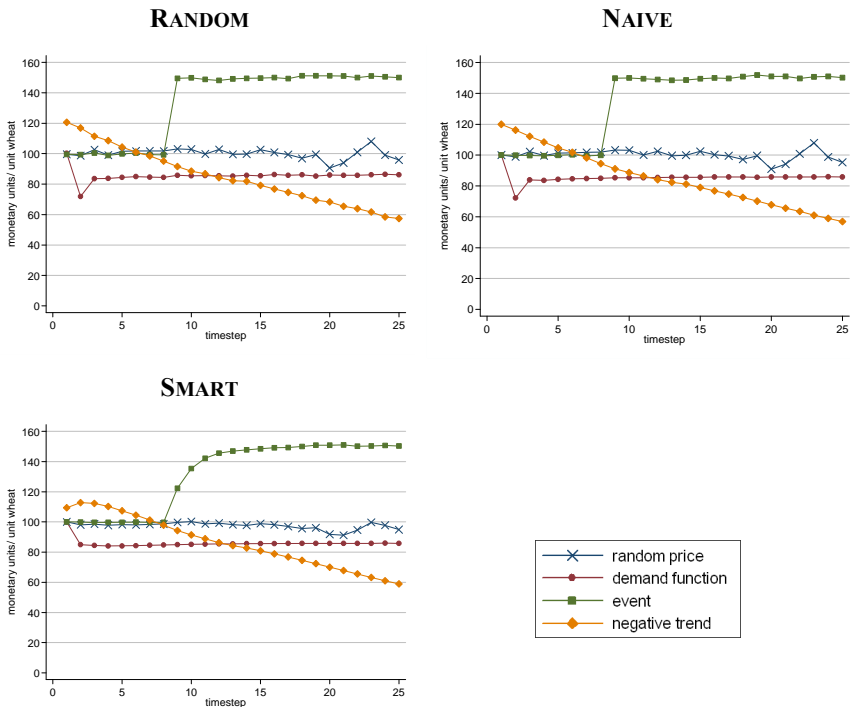 RANDOM
NAIVE
160
140
120
100
80
60
40
20
0
monetary units/ unit wheat
0 5 10 15 20 25
timestep
160
140
120
100
80
60
40
20
0
monetary units/ unit wheat
0 5 10 15 20 25
timestep
SMART
160
140
120
100
80
60
40
20
0
monetary units/ unit wheat
0 5 10 15 20 25
timestep
random price
demand function
event
negative trend